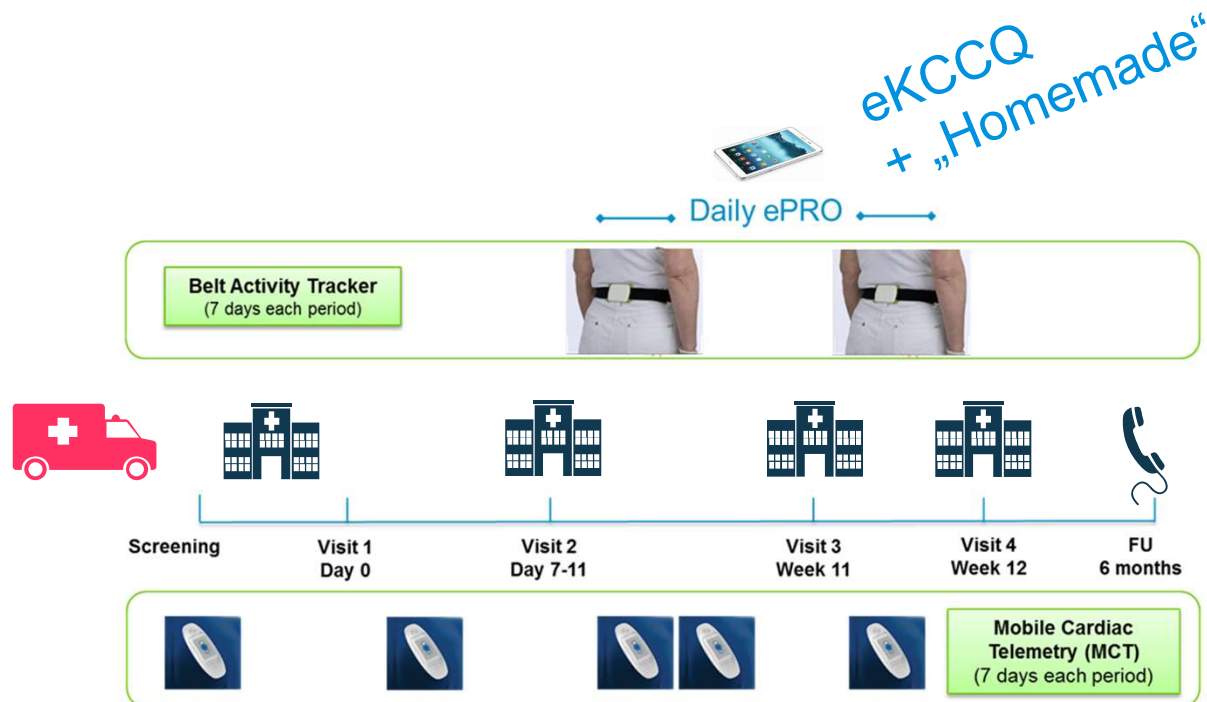 eKCCQ
+ „Homemade“
Daily ePRO
Belt Activity Tracker
(7 days each period)
Screening
Visit 1
Day 0
Visit 2
Day 7-11
Visit 3
Week 11
Visit 4
Week 12
FU
6 months
Mobile Cardiac
Telemetry (MCT)
(7 days each period)